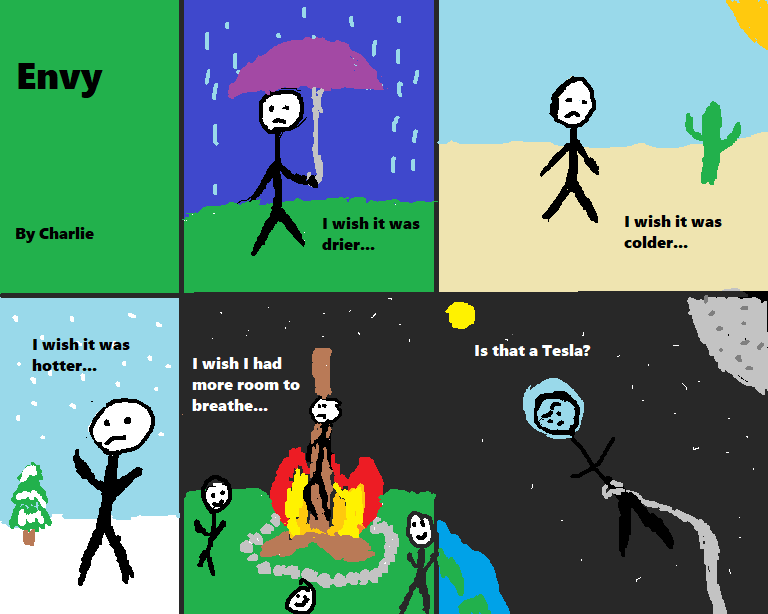 Envy
By Charlie
I wish it was
drier...
I wish it was
colder...
I wish it was
hotter...
I wish I had
more room to
breathe...
Is that a Tesla?